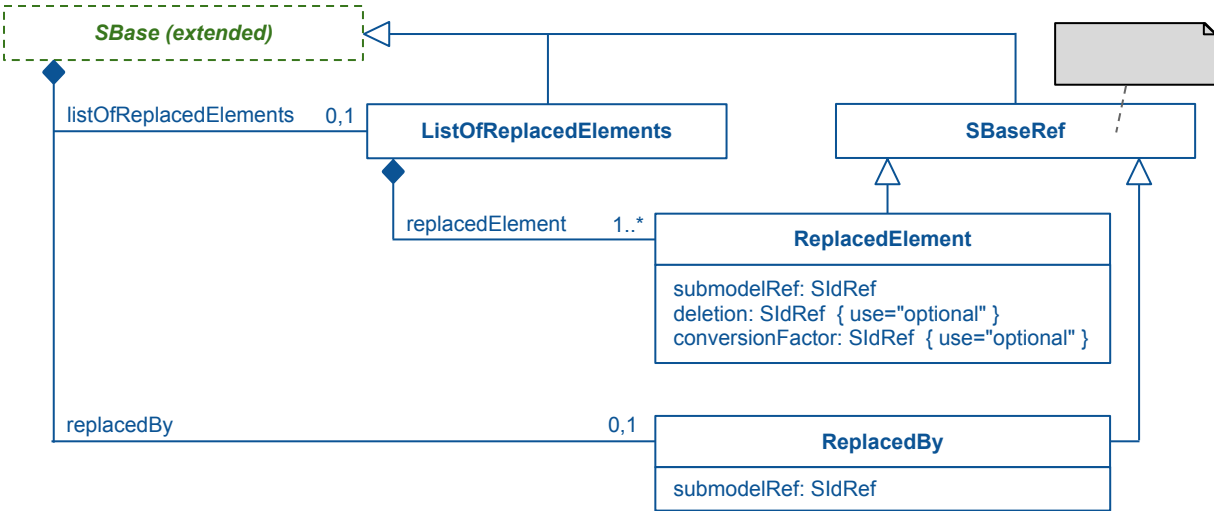 SBase (extended)
listOfReplacedElements 0,1
ListOfReplacedElements
SBaseRef
replacedElement 1..*
ReplacedElement
submodelRef: SIdRef
deletion: SIdRef { use="optional" }
conversionFactor: SIdRef { use="optional" }
replacedBy 0,1
ReplacedBy
submodelRef: SIdRef